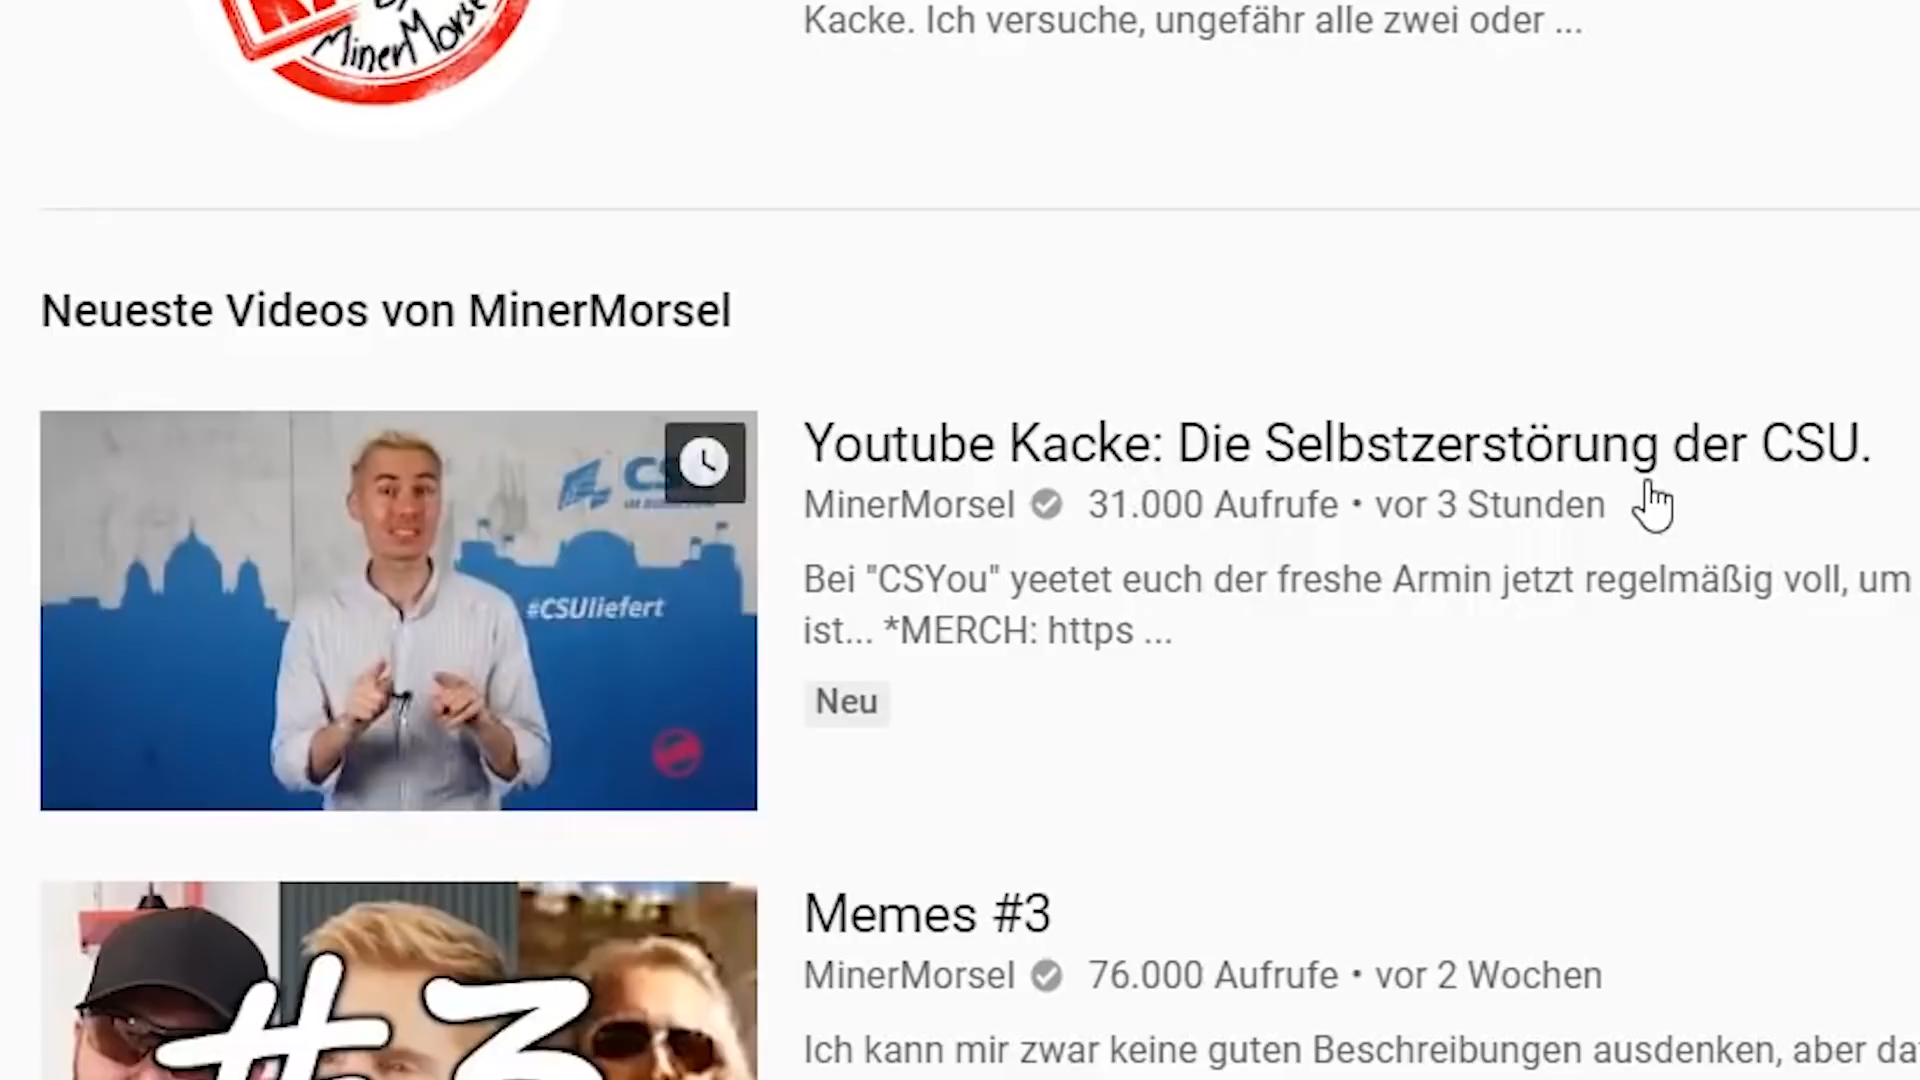 MinerMorse
Kacke. Ich versuche, ungefähr alle zwei oder ...
Neueste Videos von MinerMorsel
CS
#CSUliefert
Youtube Kacke: Die Selbstzerstörung der CSU.
MinerMorsel 31.000 Aufrufe • vor 3 Stunden
Bei "CSYou" yeetet euch der freshe Armin jetzt regelmäßig voll, um
ist... *MERCH: https ...
Neu
#3
Memes #3
MinerMorsel 76.000 Aufrufe • vor 2 Wochen
Ich kann mir zwar keine guten Beschreibungen ausdenken, aber da